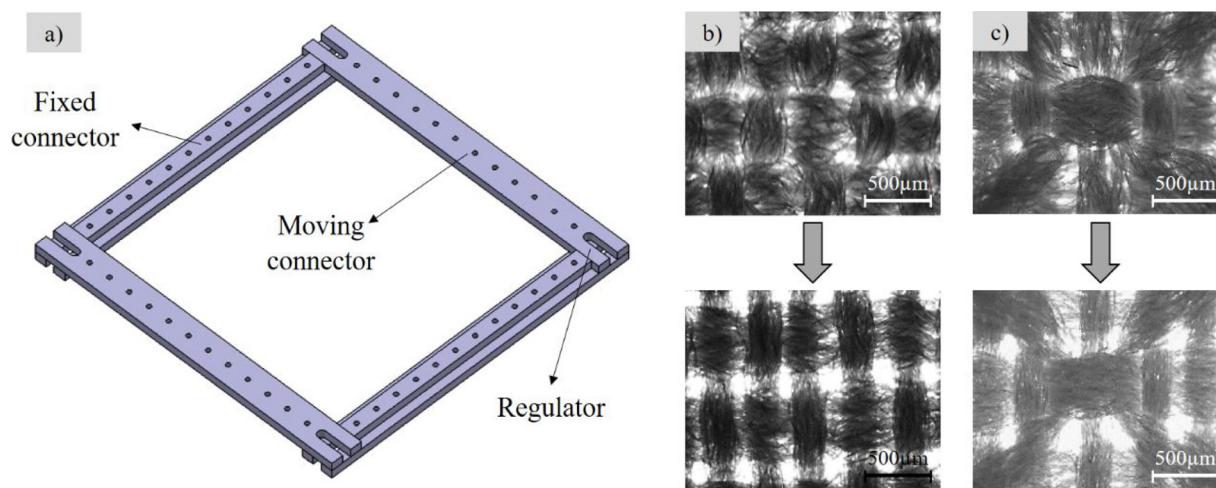 a)
Fixed
connector
Moving
connector
Regulator
b)
500μm
500μm
c)
500μm
500μm